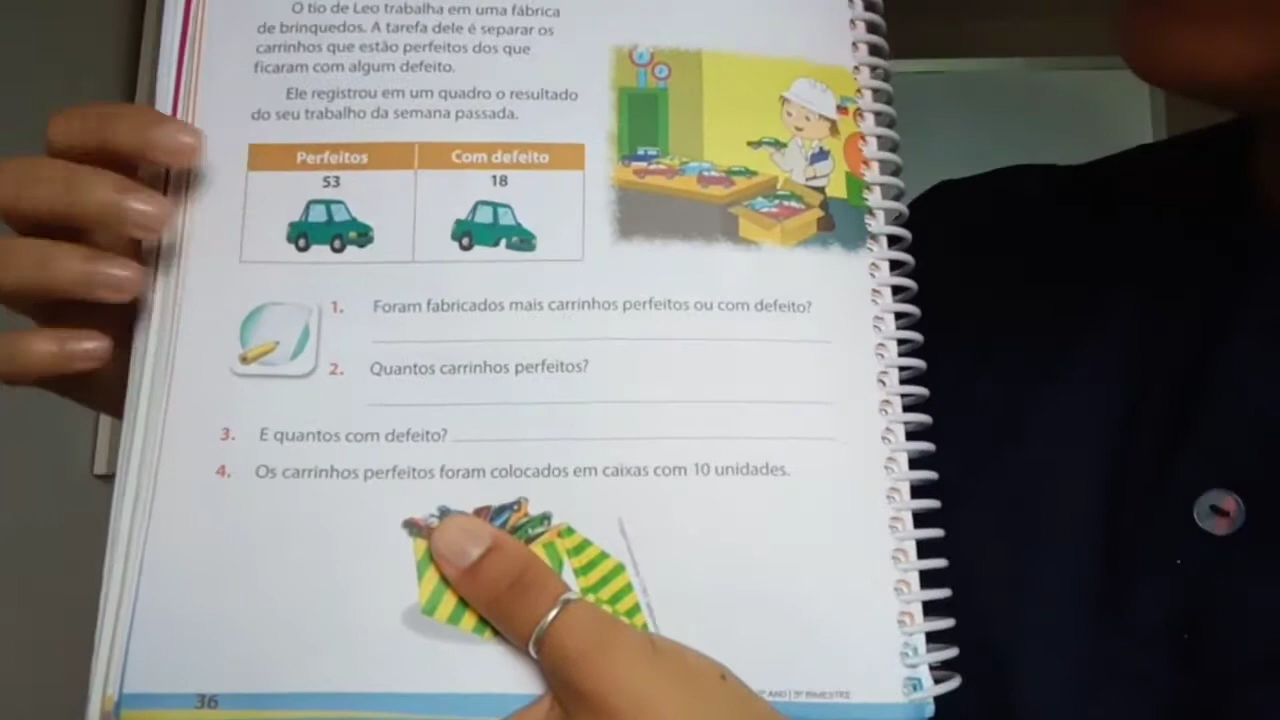 O tio de Leo trabalha em uma fábrica
de brinquedos. A tarefa dele é separar os
carrinhos que estão perfeitos dos que
ficaram com algum defeito.
Ele registrou em um quadro o resultado
do seu trabalho da semana passada.
Perfeitos Com defeito
53 18
1. Foram fabricados mais carrinhos perfeitos ou com defeito?
2. Quantos carrinhos perfeitos?
3. E quantos com defeito?
4. Os carrinhos perfeitos foram colocados em caixas com 10 unidades.
36
ANO | 3º BIMESTRE